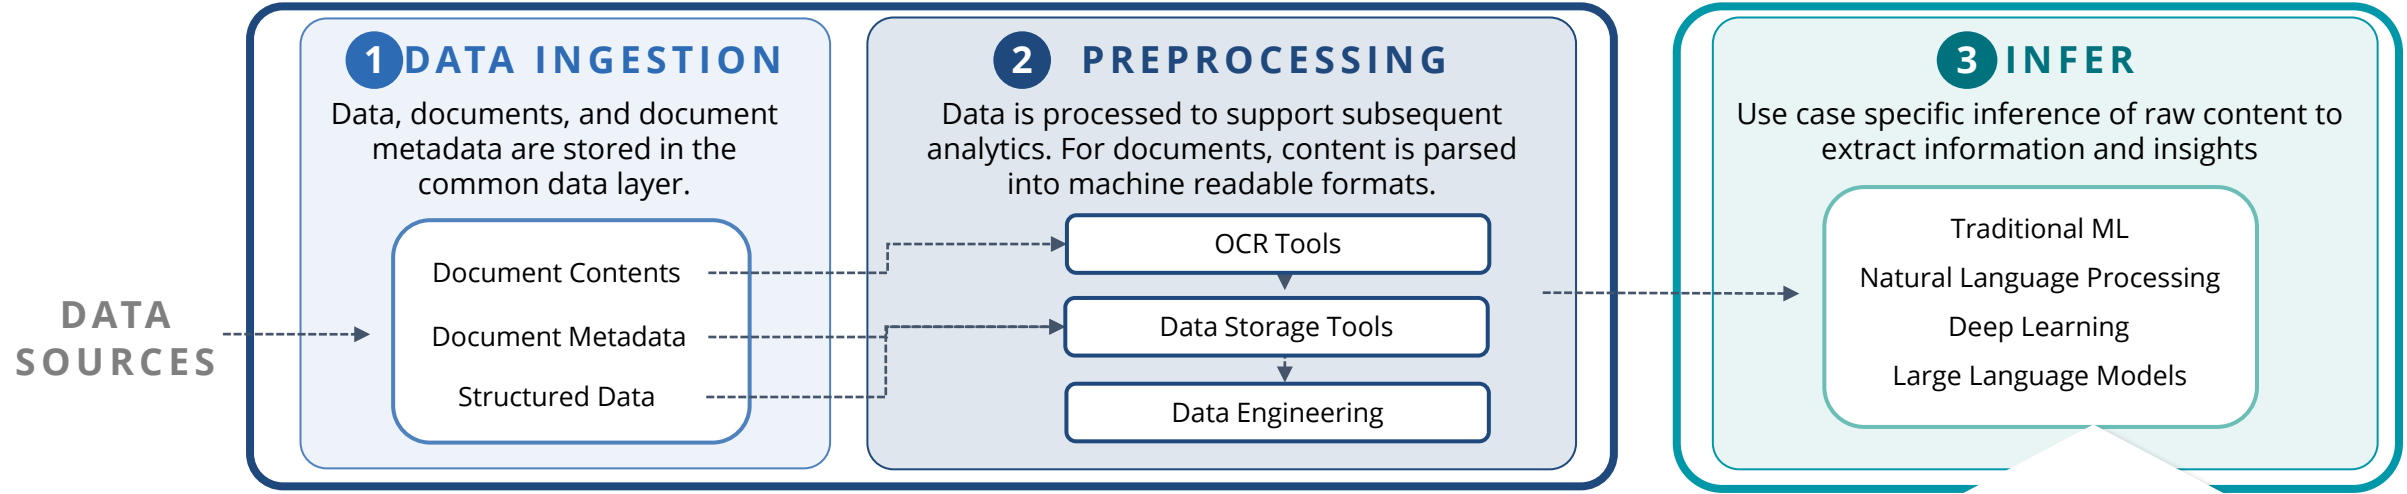 DATA
SOURCES
1 DATA INGESTION
Data, documents, and document
metadata are stored in the
common data layer.
Document Contents
Document Metadata
Structured Data
2 PREPROCESSING
Data is processed to support subsequent
analytics. For documents, content is parsed
into machine readable formats.
OCR Tools
Data Storage Tools
Data Engineering
3 INFER
Use case specific inference of raw content to
extract information and insights
Traditional ML
Natural Language Processing
Deep Learning
Large Language Models